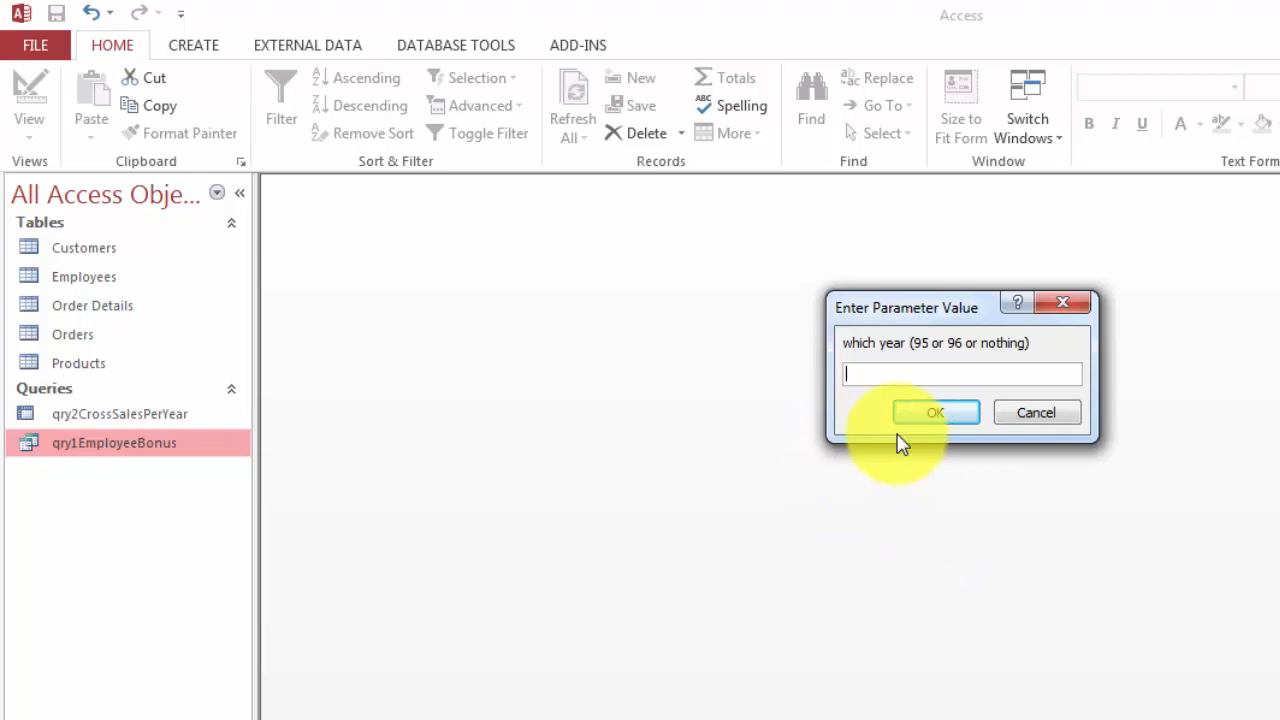 Access
FILE HOME CREATE EXTERNAL DATA DATABASE TOOLS ADD-INS
View
Views
Paste
Cut
Copy
Format Painter
Clipboard
Filter
Ascending
Descending
Remove Sort
Selection
Advanced
Toggle Filter
Sort & Filter
Refresh
All
New
Save
Delete
Totals
Spelling
More
Records
Find
Replace
Go To
Select
Find
Size to
Fit Form
Switch
Windows
Window
B I U A
Text Form
All Access Obje...
Tables
Customers
Employees
Order Details
Orders
Products
Queries
qry2CrossSalesPerYear
qry1EmployeeBonus
Enter Parameter Value
which year (95 or 96 or nothing)
OK Cancel